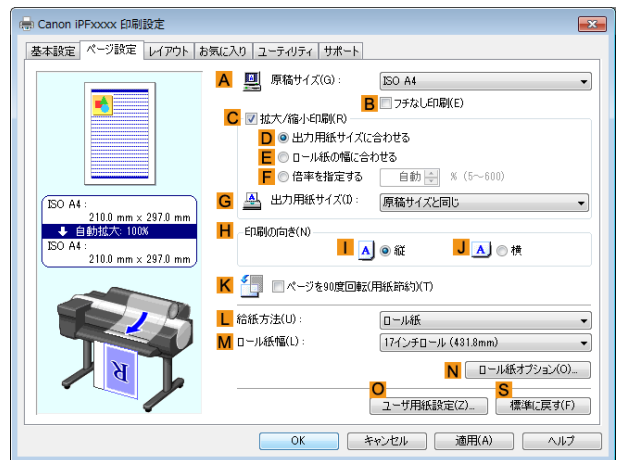 Canon iPFxxxx 印刷設定
基本設定 ページ設定 レイアウト お気に入り ユーティリティ サポート
A 原稿サイズ(G): ISO A4
B フチなし印刷(E)
C 拡大/縮小印刷(R)
D 出力用紙サイズに合わせる
E ロール紙の幅に合わせる
F 倍率を指定する 自動 % (5～600)
G 出力用紙サイズ(I): 原稿サイズと同じ
ISO A4:
210.0 mm × 297.0 mm
自動拡大: 100%
ISO A4:
210.0 mm × 297.0 mm
H 印刷の向き(N)
I A 縦 J A 横
K ページを90度回転(用紙節約)(T)
L 給紙方法(U): ロール紙
M ロール紙幅(L): 17インチロール (431.8mm)
R
N ロール紙オプション(O)...
O S
ユーザ用紙設定(Z)... 標準に戻す(F)
OK キャンセル 適用(A) ヘルプ